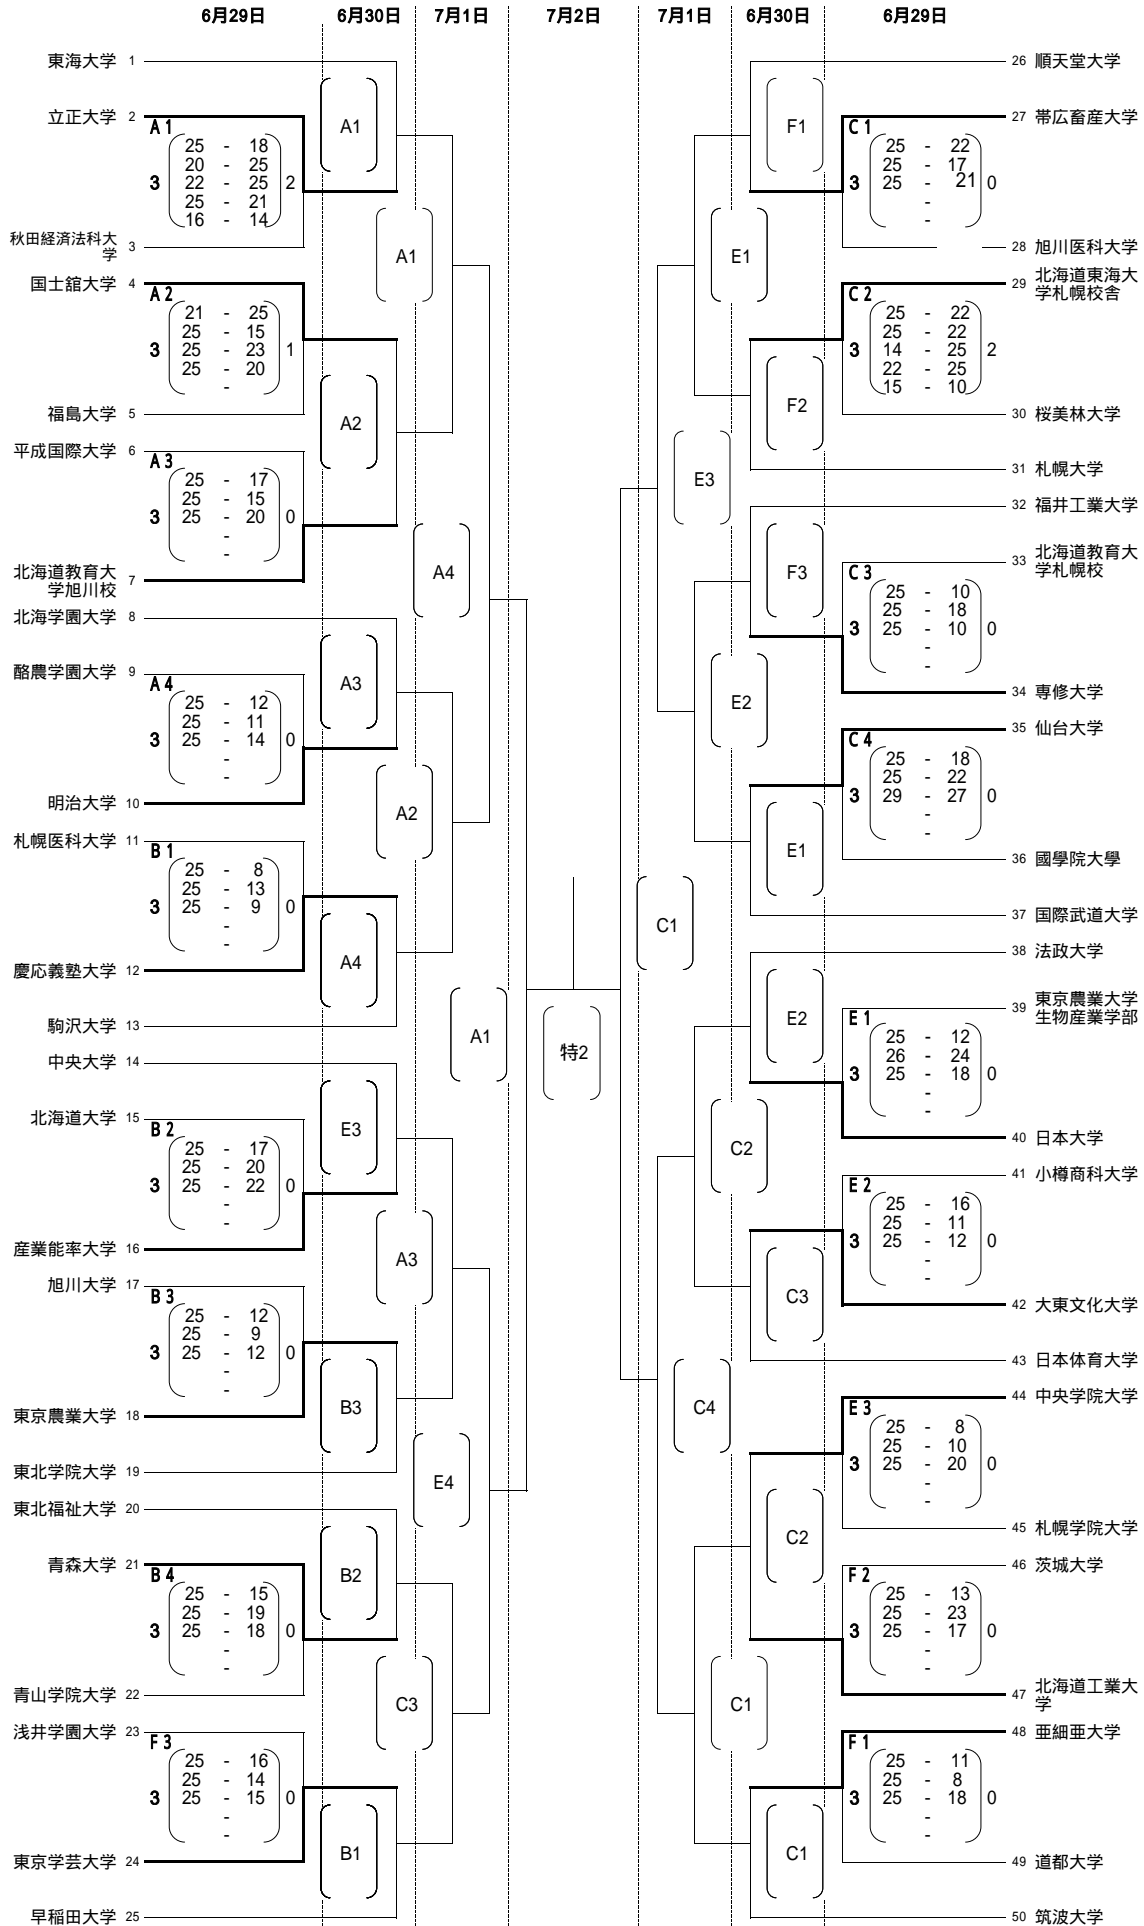 6月29日 6月30日 7月1日 7月2日 7月1日 6月30日 6月29日
東海大学 1
立正大学 2
A1
25 - 18
20 - 25
3 22 - 25 2
25 - 21
16 - 14
秋田経済法科大
学 3
国士舘大学 4
A2
21 - 25
25 - 15
3 25 - 23 1
25 - 20
-
福島大学 5
平成国際大学 6
A3
25 - 17
25 - 15
3 25 - 20 0
-
-
北海道教育大
学旭川校 7
北海学園大学 8
酪農学園大学 9
A4
25 - 12
25 - 11
3 25 - 14 0
-
-
明治大学 10
札幌医科大学 11
B1
25 - 8
25 - 13
3 25 - 9 0
-
-
慶応義塾大学 12
駒沢大学 13
中央大学 14
北海道大学 15
B2
25 - 17
25 - 20
3 25 - 22 0
-
-
産業能率大学 16
旭川大学 17
B3
25 - 12
25 - 9
3 25 - 12 0
-
-
東京農業大学 18
東北学院大学 19
東北福祉大学 20
青森大学 21
B4
25 - 15
25 - 19
3 25 - 18 0
-
-
青山学院大学 22
浅井学園大学 23
F3
25 - 16
25 - 14
3 25 - 15 0
-
-
東京学芸大学 24
早稲田大学 25
A1
A2
A3
A4
E3
B3
B2
B1
A1
A2
A3
C3
A4
E4
A1
特2
C1
E3
C4
E1
E2
C2
C1
F1
F2
F3
E1
E2
C3
C2
C1
26 順天堂大学
27 帯広畜産大学
C1
25 - 22
25 - 17
3 25 - 21 0
-
-
28 旭川医科大学
29 北海道東海大
学札幌校舎
C2
25 - 22
25 - 22
3 14 - 25 2
22 - 25
15 - 10
30 桜美林大学
31 札幌大学
32 福井工業大学
33 北海道教育大
学札幌校
C3
25 - 10
25 - 18
3 25 - 10 0
-
-
34 専修大学
35 仙台大学
C4
25 - 18
25 - 22
3 29 - 27 0
-
-
36 國學院大學
37 国際武道大学
38 法政大学
39 東京農業大学
生物産業学部
E1
25 - 12
26 - 24
3 25 - 18 0
-
-
40 日本大学
41 小樽商科大学
E2
25 - 16
25 - 11
3 25 - 12 0
-
-
42 大東文化大学
43 日本体育大学
44 中央学院大学
E3
25 - 8
25 - 10
3 25 - 20 0
-
-
45 札幌学院大学
46 茨城大学
F2
25 - 13
25 - 23
3 25 - 17 0
-
-
47 北海道工業大
学
48 亜細亜大学
F1
25 - 11
25 - 8
3 25 - 18 0
-
-
49 道都大学
50 筑波大学